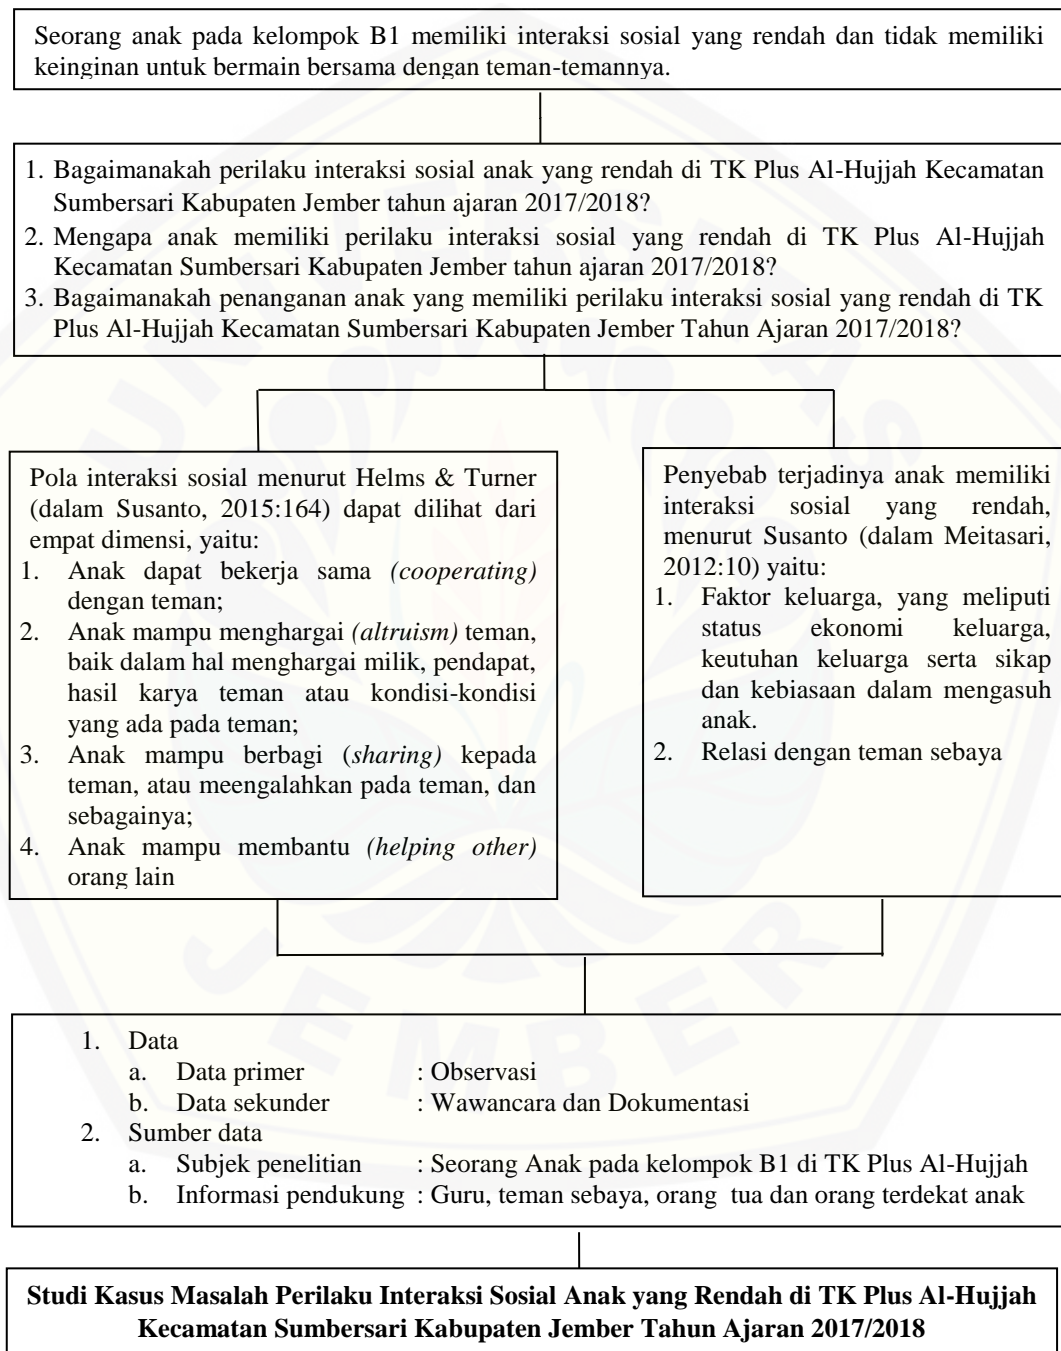 Seorang anak pada kelompok B1 memiliki interaksi sosial yang rendah dan tidak memiliki
keinginan untuk bermain bersama dengan teman-temannya.
1. Bagaimanakah perilaku interaksi sosial anak yang rendah di TK Plus Al-Hujjah Kecamatan
Sumbersari Kabupaten Jember tahun ajaran 2017/2018?
2. Mengapa anak memiliki perilaku interaksi sosial yang rendah di TK Plus Al-Hujjah
Kecamatan Sumbersari Kabupaten Jember tahun ajaran 2017/2018?
3. Bagaimanakah penanganan anak yang memiliki perilaku interaksi sosial yang rendah di TK
Plus Al-Hujjah Kecamatan Sumbersari Kabupaten Jember Tahun Ajaran 2017/2018?
Pola interaksi sosial menurut Helms & Turner
(dalam Susanto, 2015:164) dapat dilihat dari
empat dimensi, yaitu:
1. Anak dapat bekerja sama (cooperating)
dengan teman;
2. Anak mampu menghargai (altruism) teman,
baik dalam hal menghargai milik, pendapat,
hasil karya teman atau kondisi-kondisi
yang ada pada teman;
3. Anak mampu berbagi (sharing) kepada
teman, atau meengalahkan pada teman, dan
sebagainya;
4. Anak mampu membantu (helping other)
orang lain
Penyebab terjadinya anak memiliki
interaksi sosial yang rendah,
menurut Susanto (dalam Meitasari,
2012:10) yaitu:
1. Faktor keluarga, yang meliputi
status ekonomi keluarga,
keutuhan keluarga serta sikap
dan kebiasaan dalam mengasuh
anak.
2. Relasi dengan teman sebaya
1. Data
a. Data primer : Observasi
b. Data sekunder : Wawancara dan Dokumentasi
2. Sumber data
a. Subjek penelitian : Seorang Anak pada kelompok B1 di TK Plus Al-Hujjah
b. Informasi pendukung : Guru, teman sebaya, orang tua dan orang terdekat anak
Studi Kasus Masalah Perilaku Interaksi Sosial Anak yang Rendah di TK Plus Al-Hujjah
Kecamatan Sumbersari Kabupaten Jember Tahun Ajaran 2017/2018
UNIVERSITAS
JEMBER